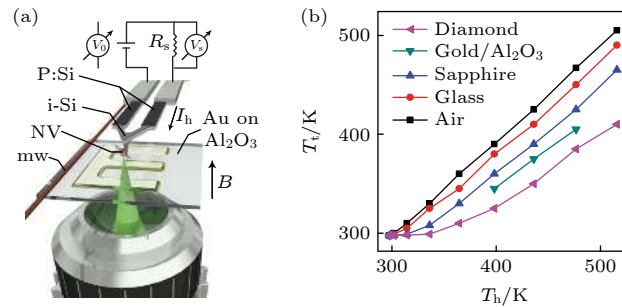 (a)
V₀
Rₛ
Vₛ
P:Si
i-Si
Iₕ
NV
Au on
Al₂O₃
mw
B
(b)
Diamond
Gold/Al₂O₃
Sapphire
Glass
Air
500
400
300
Tₜ/K
300
400
500
Tₕ/K